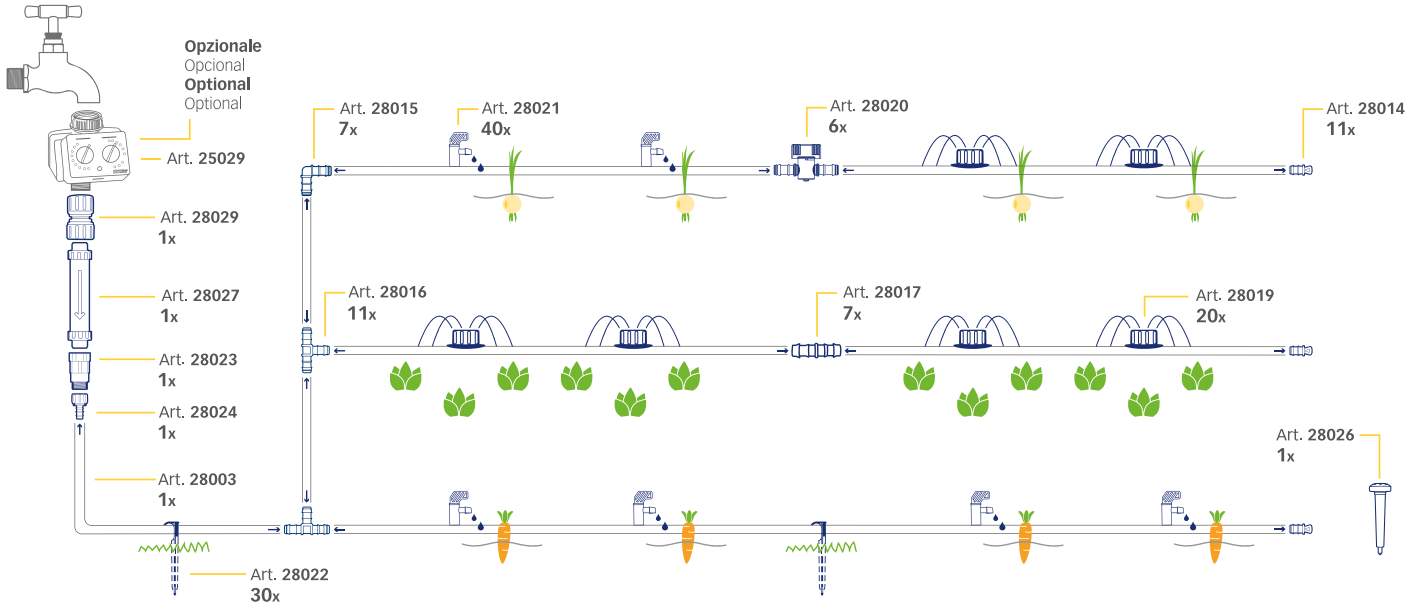 Opzionale
Opcional
Optional
Optional
Art. 25029
Art. 28029
1x
Art. 28027
1x
Art. 28023
1x
Art. 28024
1x
Art. 28003
1x
Art. 28022
30x
Art. 28015
7x
Art. 28021
40x
Art. 28020
6x
Art. 28014
11x
Art. 28016
11x
Art. 28017
7x
Art. 28019
20x
Art. 28026
1x